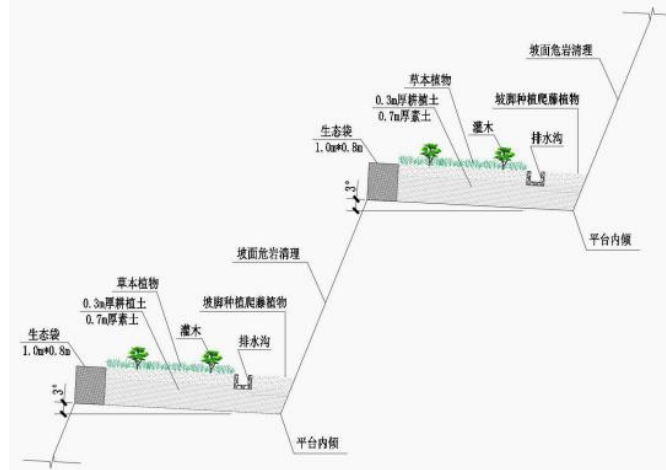 坡面危岩清理
草本植物
0.3m厚耕植土
0.7m厚素土
坡脚种植爬藤植物
灌木
排水沟
生态袋
1.0m*0.8m
3°
平台内倾
坡面危岩清理
草本植物
0.3m厚耕植土
0.7m厚素土
坡脚种植爬藤植物
灌木
排水沟
生态袋
1.0m*0.8m
3°
平台内倾